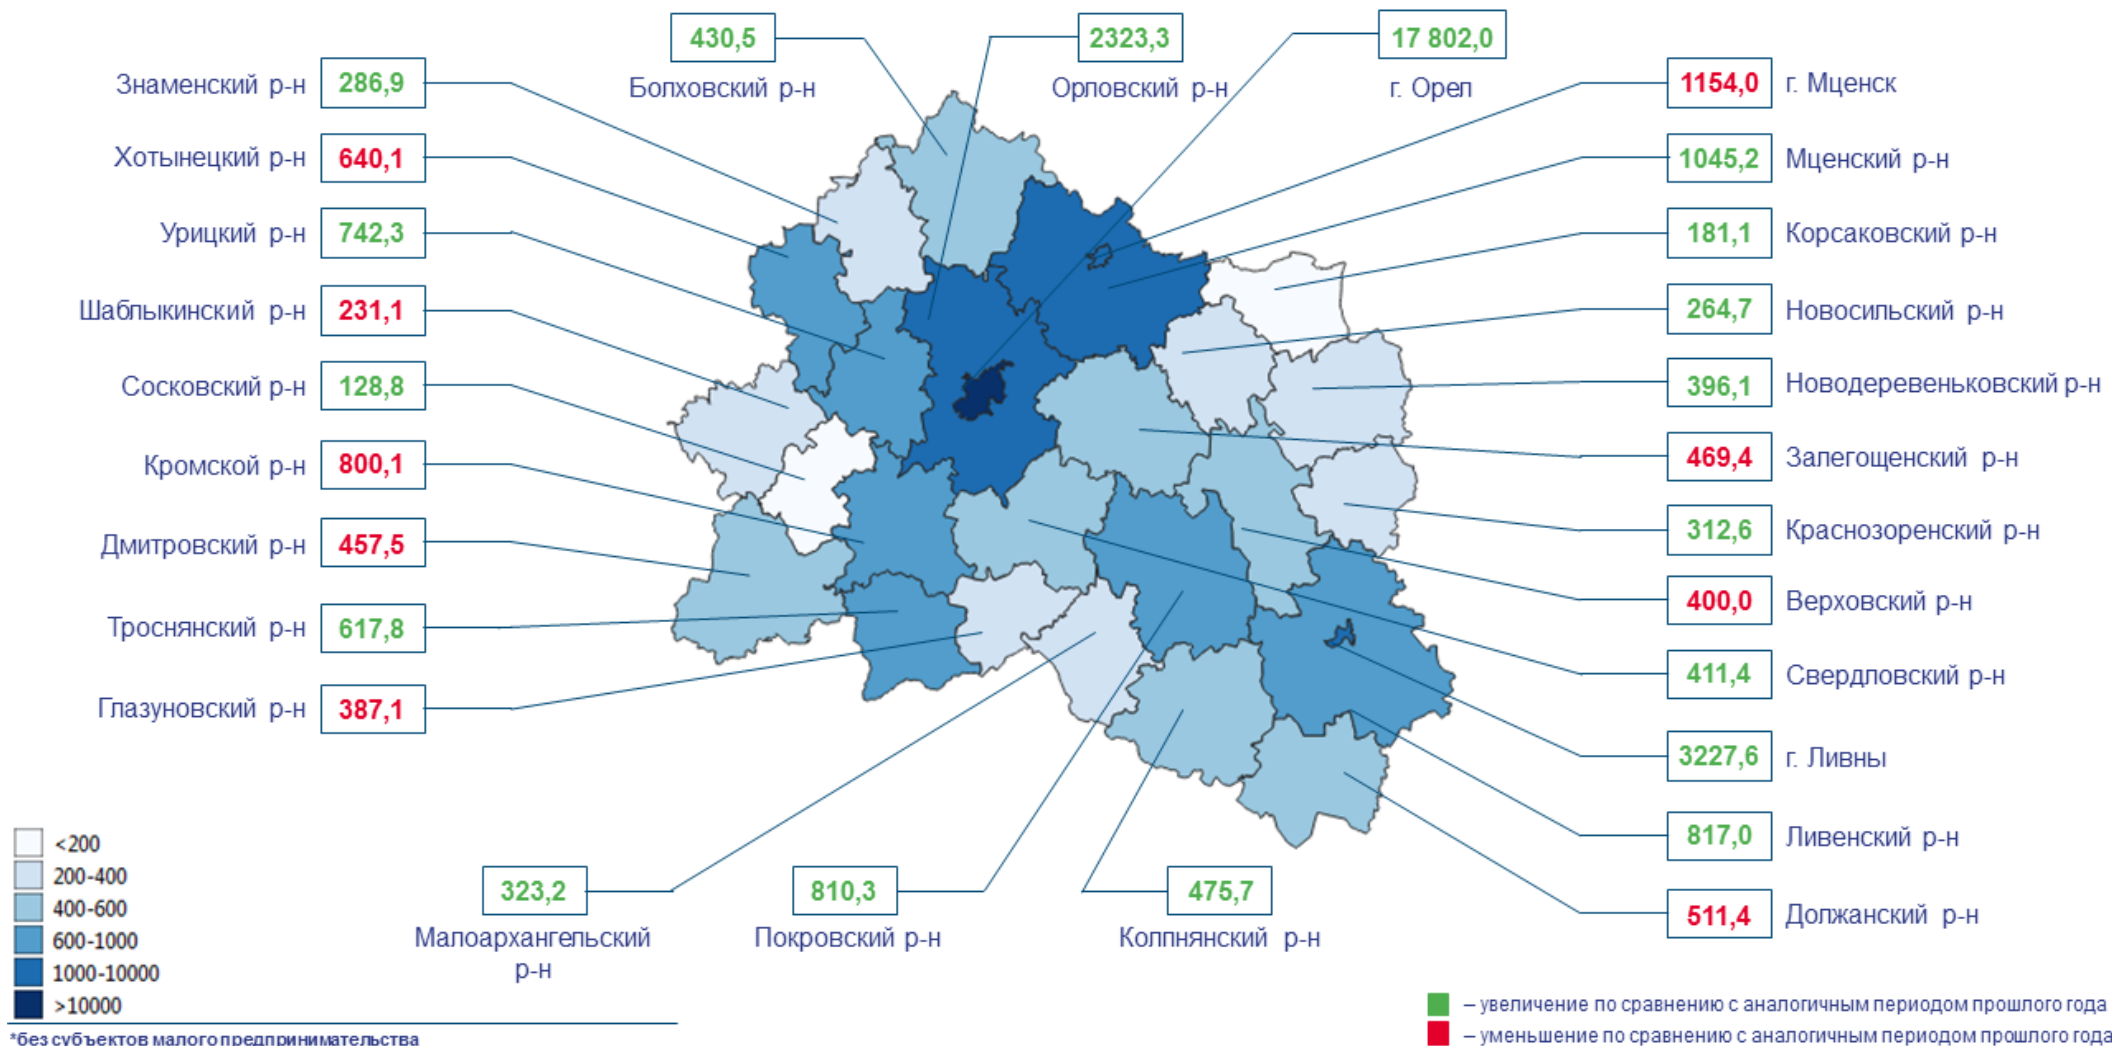 430,5
Болховский р-н
2323,3
Орловский р-н
17 802,0
г. Орел
Знаменский р-н 286,9
Хотынецкий р-н 640,1
Урицкий р-н 742,3
Шаблыкинский р-н 231,1
Сосковский р-н 128,8
Кромской р-н 800,1
Дмитровский р-н 457,5
Троснянский р-н 617,8
Глазуновский р-н 387,1
1154,0 г. Мценск
1045,2 Мценский р-н
181,1 Корсаковский р-н
264,7 Новосильский р-н
396,1 Новодеревеньковский р-н
469,4 Залегощенский р-н
312,6 Краснозоренский р-н
400,0 Верховский р-н
411,4 Свердловский р-н
3227,6 г. Ливны
817,0 Ливенский р-н
511,4 Должанский р-н
323,2
Малоархангельский
р-н
810,3
Покровский р-н
475,7
Колпнянский р-н
<200
200-400
400-600
600-1000
1000-10000
>10000
*без субъектов малого предпринимательства
– увеличение по сравнению с аналогичным периодом прошлого года
– уменьшение по сравнению с аналогичным периодом прошлого года